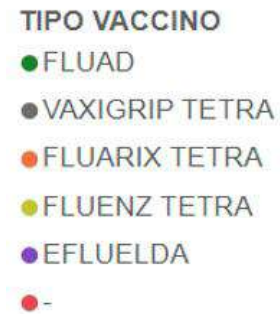 TIPO VACCINO
FLUAD
VAXIGRIP TETRA
FLUARIX TETRA
FLUENZ TETRA
EFLUELDA
-